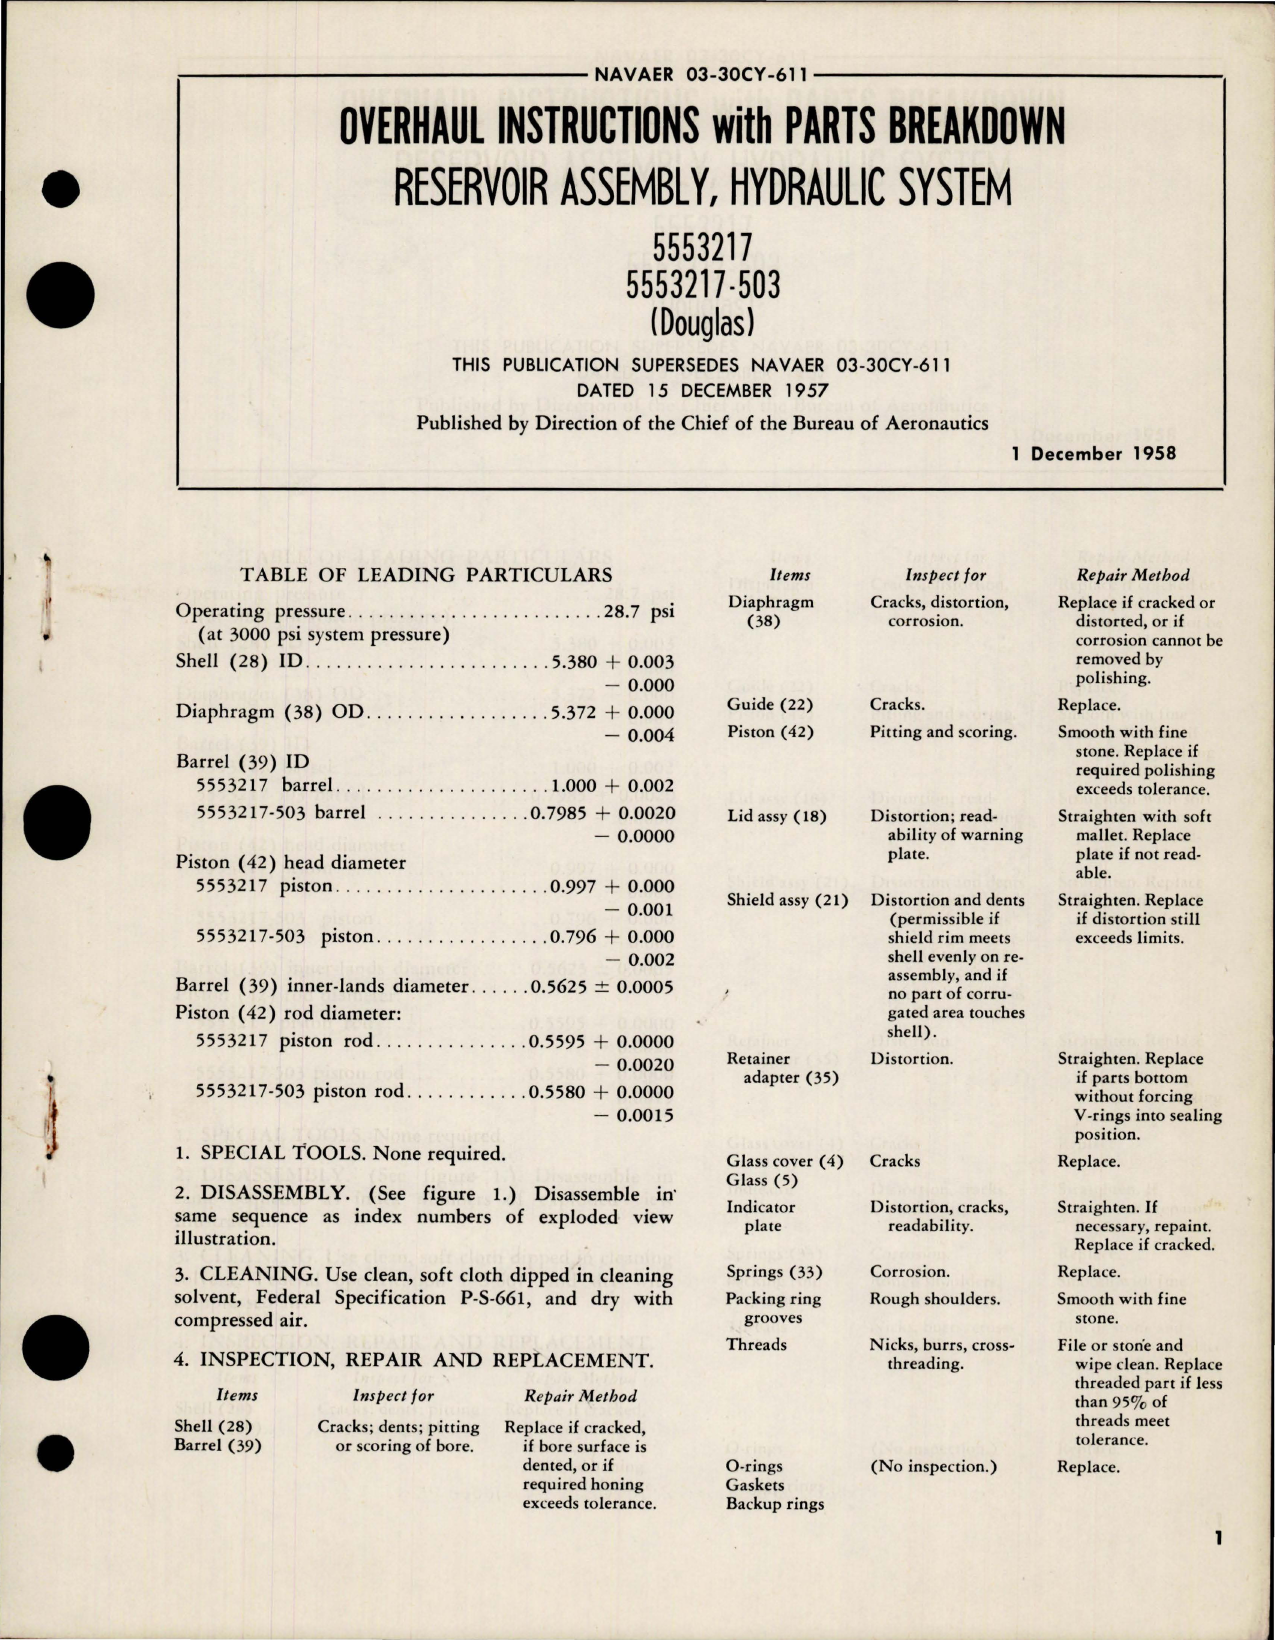 NAVAER 03-30CY-611
OVERHAUL INSTRUCTIONS with PARTS BREAKDOWN
RESERVOIR ASSEMBLY, HYDRAULIC SYSTEM
5553217
5553217-503
(Douglas)
THIS PUBLICATION SUPERSEDES NAVAER 03-30CY-611
DATED 15 DECEMBER 1957
Published by Direction of the Chief of the Bureau of Aeronautics
1 December 1958
TABLE OF LEADING PARTICULARS
Operating pressure.........................28.7 psi
(at 3000 psi system pressure)
Shell (28) ID........................5.380 + 0.003
— 0.000
Diaphragm (38) OD..................5.372 + 0.000
— 0.004
Barrel (39) ID
5553217 barrel.....................1.000 + 0.002
5553217-503 barrel ...............0.7985 + 0.0020
— 0.0000
Piston (42) head diameter
5553217 piston.....................0.997 + 0.000
— 0.001
5553217-503 piston.................0.796 + 0.000
— 0.002
Barrel (39) inner-lands diameter......0.5625 ± 0.0005
Piston (42) rod diameter:
5553217 piston rod...............0.5595 + 0.0000
— 0.0020
5553217-503 piston rod............0.5580 + 0.0000
— 0.0015
1. SPECIAL TOOLS. None required.
2. DISASSEMBLY. (See figure 1.) Disassemble in
same sequence as index numbers of exploded view
illustration.
3. CLEANING. Use clean, soft cloth dipped in cleaning
solvent, Federal Specification P-S-661, and dry with
compressed air.
4. INSPECTION, REPAIR AND REPLACEMENT.
Items Inspect for Repair Method
Shell (28) Cracks; dents; pitting Replace if cracked,
Barrel (39) or scoring of bore. if bore surface is
dented, or if
required honing
exceeds tolerance.
Items Inspect for Repair Method
Diaphragm Cracks, distortion, Replace if cracked or
(38) corrosion. distorted, or if
corrosion cannot be
removed by
polishing.
Guide (22) Cracks. Replace.
Piston (42) Pitting and scoring. Smooth with fine
stone. Replace if
required polishing
exceeds tolerance.
Lid assy (18) Distortion; read- Straighten with soft
ability of warning mallet. Replace
plate. plate if not read-
able.
Shield assy (21) Distortion and dents Straighten. Replace
(permissible if if distortion still
shield rim meets exceeds limits.
shell evenly on re-
assembly, and if
no part of corru-
gated area touches
shell).
Retainer Distortion. Straighten. Replace
adapter (35) if parts bottom
without forcing
V-rings into sealing
position.
Glass cover (4) Cracks Replace.
Glass (5)
Indicator Distortion, cracks, Straighten. If
plate readability. necessary, repaint.
Replace if cracked.
Springs (33) Corrosion. Replace.
Packing ring Rough shoulders. Smooth with fine
grooves stone.
Threads Nicks, burrs, cross- File or stone and
threading. wipe clean. Replace
threaded part if less
than 95% of
threads meet
tolerance.
O-rings (No inspection.) Replace.
Gaskets
Backup rings
1